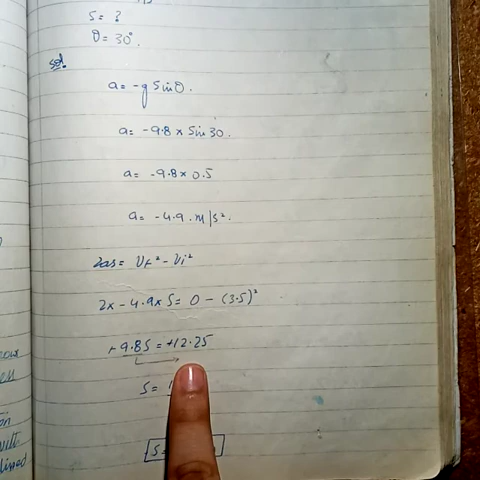 S = ?
θ = 30°.
sol
a = -g Sin θ.
a = -9.8 × Sin 30.
a = -9.8 × 0.5
a = -4.9 . m/s².
2as = Vf² - Vi²
2x - 4.9 x S = 0 - (3.5)²
+9.8S = +12.25
S =
S =